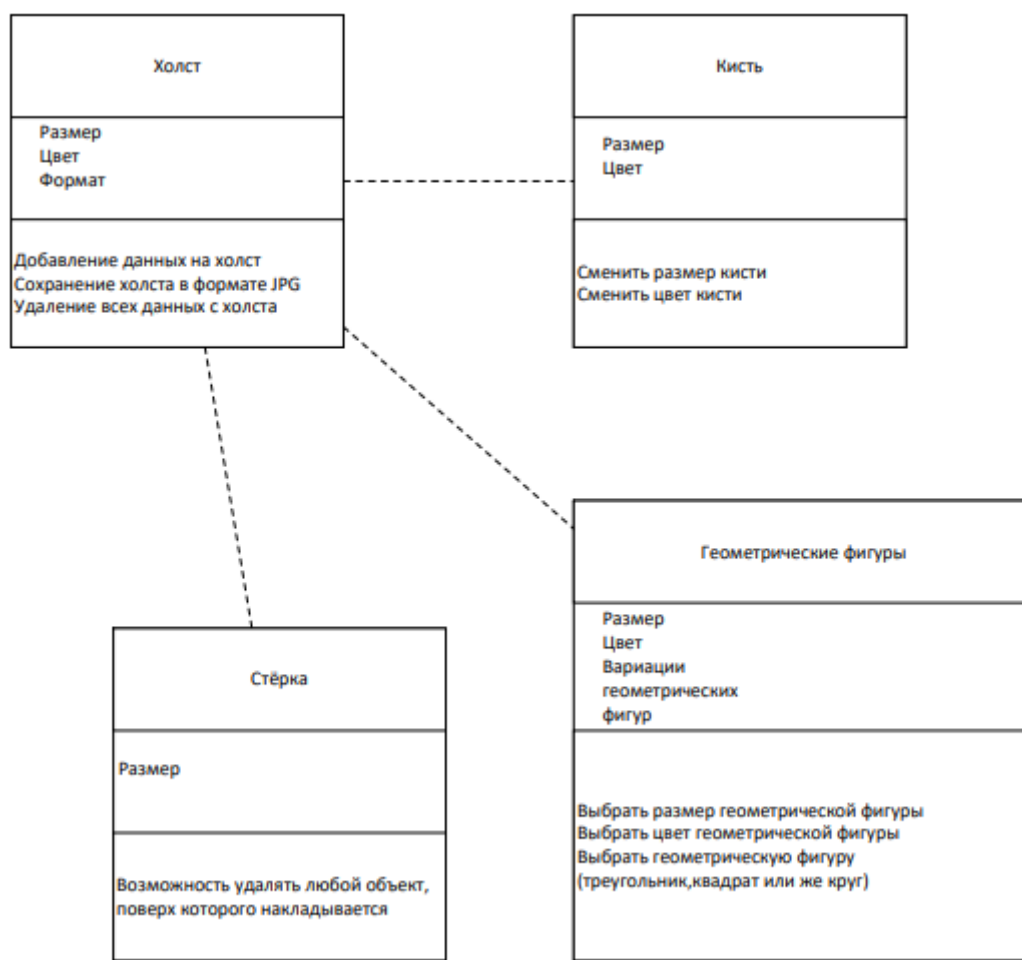 Холст
Размер
Цвет
Формат
Добавление данных на холст
Сохранение холста в формате JPG
Удаление всех данных с холста
Кисть
Размер
Цвет
Сменить размер кисти
Сменить цвет кисти
Стёрка
Размер
Возможность удалять любой объект,
поверх которого накладывается
Геометрические фигуры
Размер
Цвет
Вариации
геометрических
фигур
Выбрать размер геометрической фигуры
Выбрать цвет геометрической фигуры
Выбрать геометрическую фигуру
(треугольник,квадрат или же круг)